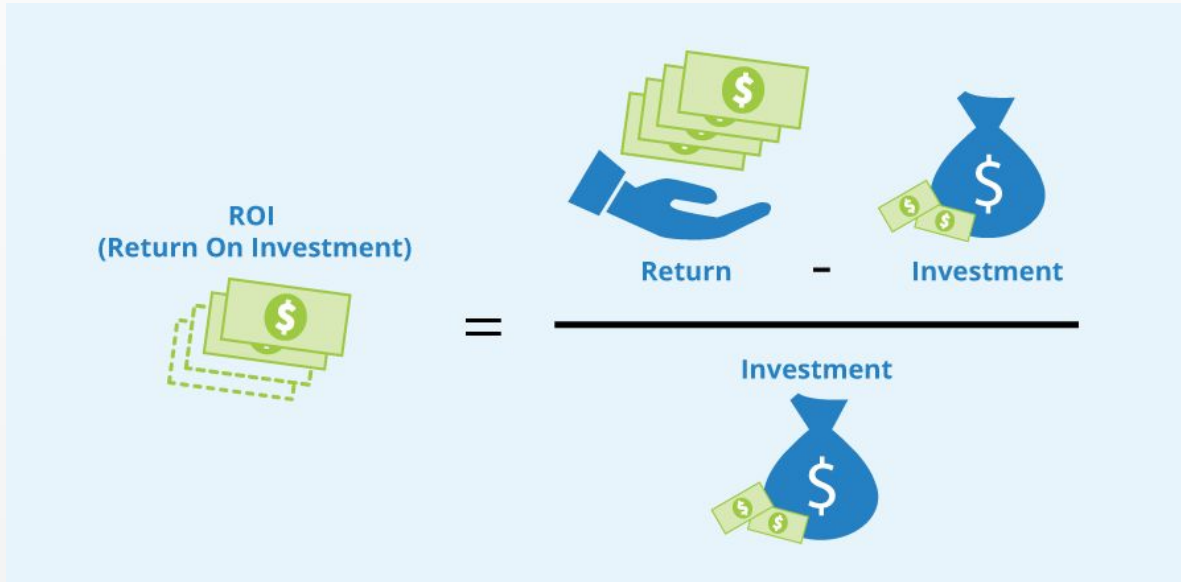 ROI
(Return On Investment)
$
=
$
Return - Investment
$
$
$
Investment
$
$
$